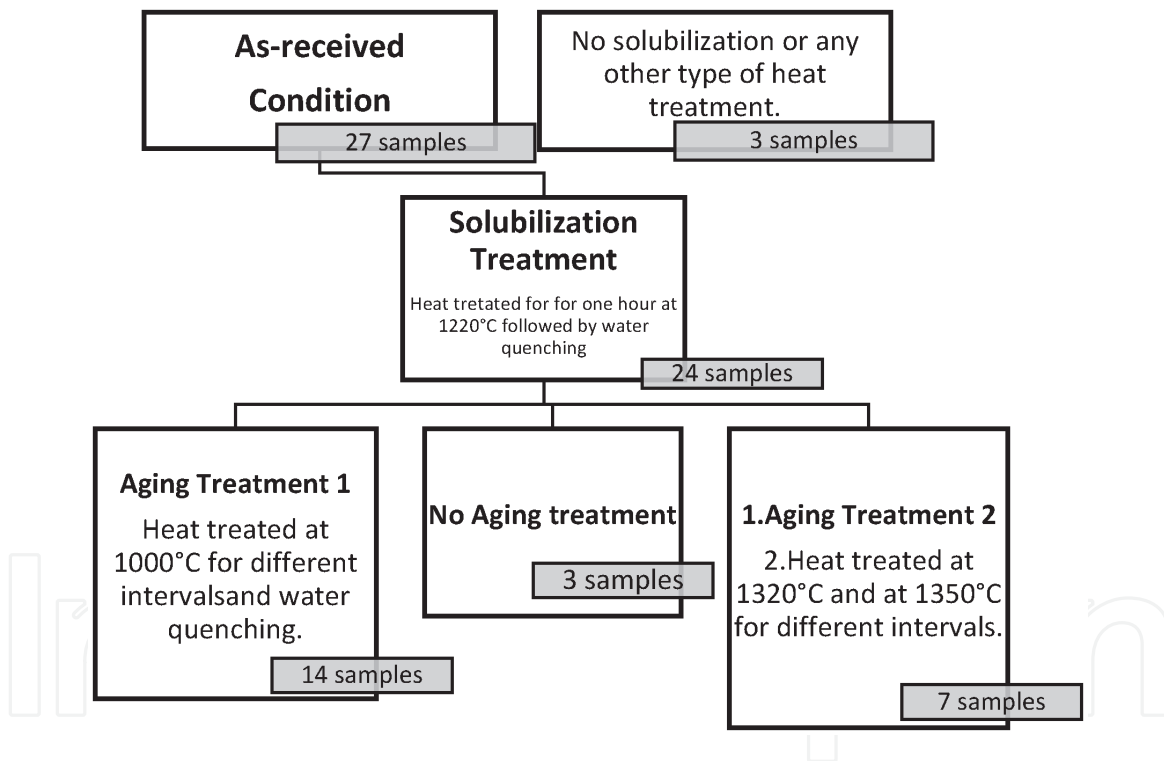 As-received
Condition
27 samples
No solubilization or any
other type of heat
treatment.
3 samples
Solubilization
Treatment
Heat tretated for for one hour at
1220°C followed by water
quenching
24 samples
Aging Treatment 1
Heat treated at
1000°C for different
intervalsand water
quenching.
14 samples
No Aging treatment
3 samples
1.Aging Treatment 2
2.Heat treated at
1320°C and at 1350°C
for different intervals.
7 samples